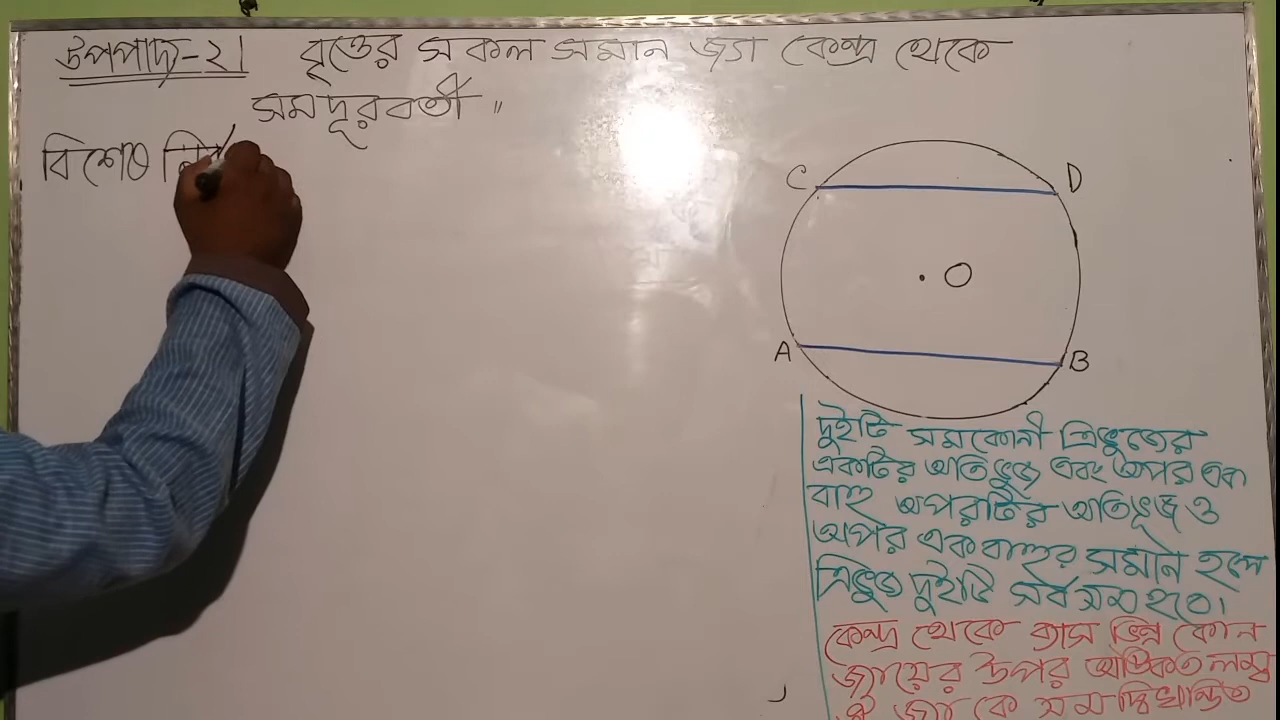 উপপাদ্য-২। বৃত্তের সকল সমান জ্যা কেন্দ্র থেকে
সমদূরবর্তী॥
বিশেষ নির্
C D
O
A B
দুইটি সমকোনী ত্রিভুজের
একটির অতিভুজ এবং অপর এক
বাহু অপরটির অতিভূজ ও
অপর এক বাহুর সমান হলে
ত্রিভুজ দুইটি সর্বসম হবে।
কেন্দ্র থেকে ব্যাস ভিন্ন কোন
জ্যায়ের উপর অঙ্কিত লম্ব
ঐ জ্যা কে সমদ্বিখন্ডিত